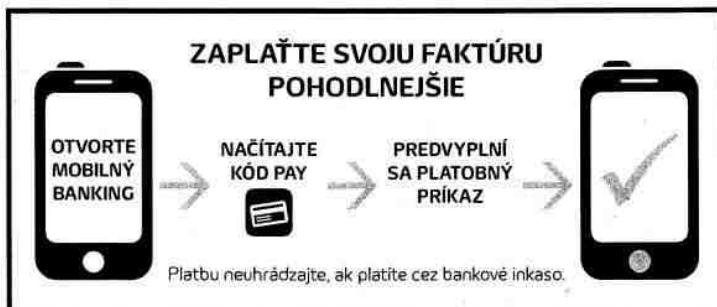 ZAPLAŤTE SVOJU FAKTÚRU
POHODLNEJŠIE
OTVORTE
MOBILNÝ
BANKING
NAČÍTAJTE
KÓD PAY
PREDVYPLNÍ
SA PLATOBNÝ
PRÍKAZ
Platbu neuhrádzajte, ak platíte cez bankové inkaso.